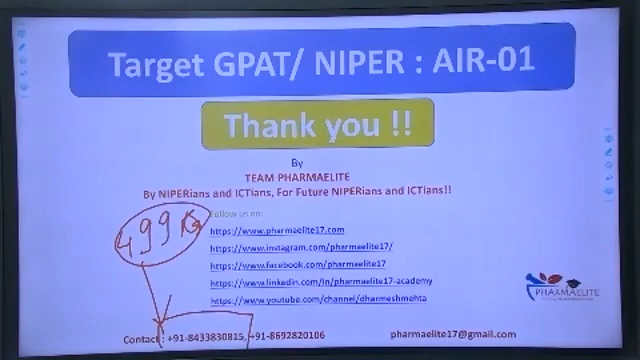 Target GPAT/ NIPER : AIR-01
Thank you !!
By
TEAM PHARMAELITE
By NIPERians and ICTians, For Future NIPERians and ICTians!!
Follow us on:
499
https://www.pharmaelite17.com
https://www.instagram.com/pharmaelite17/
https://www.facebook.com/pharmaelite17
https://www.linkedin.com/in/pharmaelite17-academy
https://www.youtube.com/channel/dharmeshmehta
PHARMAELITE
Contact : +91-8433830815, +91-8692820106
pharmaelite17@gmail.com